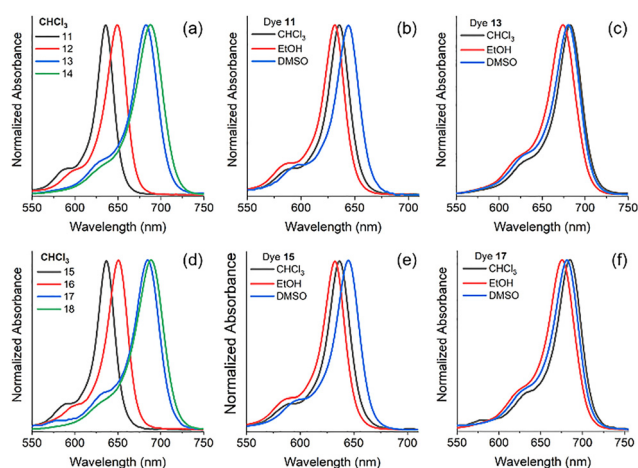 CHCl3
11
12
13
14
(a)
Normalized Absorbance
550 600 650 700 750
Wavelength (nm)
Dye 11
CHCl3
EtOH
DMSO
(b)
Normalized Absorbance
550 600 650 700
Wavelength (nm)
Dye 13
CHCl3
EtOH
DMSO
(c)
Normalized Absorbance
550 600 650 700 750
Wavelength (nm)
CHCl3
15
16
17
18
(d)
Normalized Absorbance
550 600 650 700 750
Wavelength (nm)
Dye 15
CHCl3
EtOH
DMSO
(e)
Normalized Absorbance
550 600 650 700
Wavelength (nm)
Dye 17
CHCl3
EtOH
DMSO
(f)
Normalized Absorbance
550 600 650 700 750
Wavelength (nm)